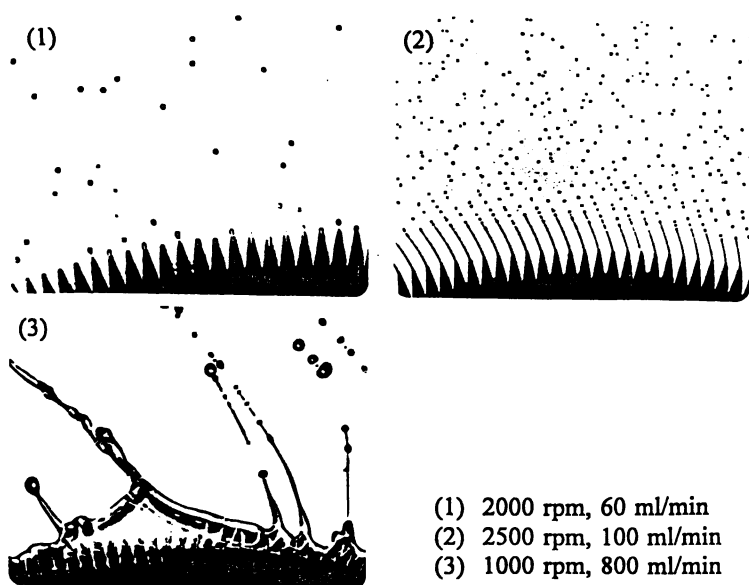 (1)
(2)
(3)
(1) 2000 rpm, 60 ml/min
(2) 2500 rpm, 100 ml/min
(3) 1000 rpm, 800 ml/min